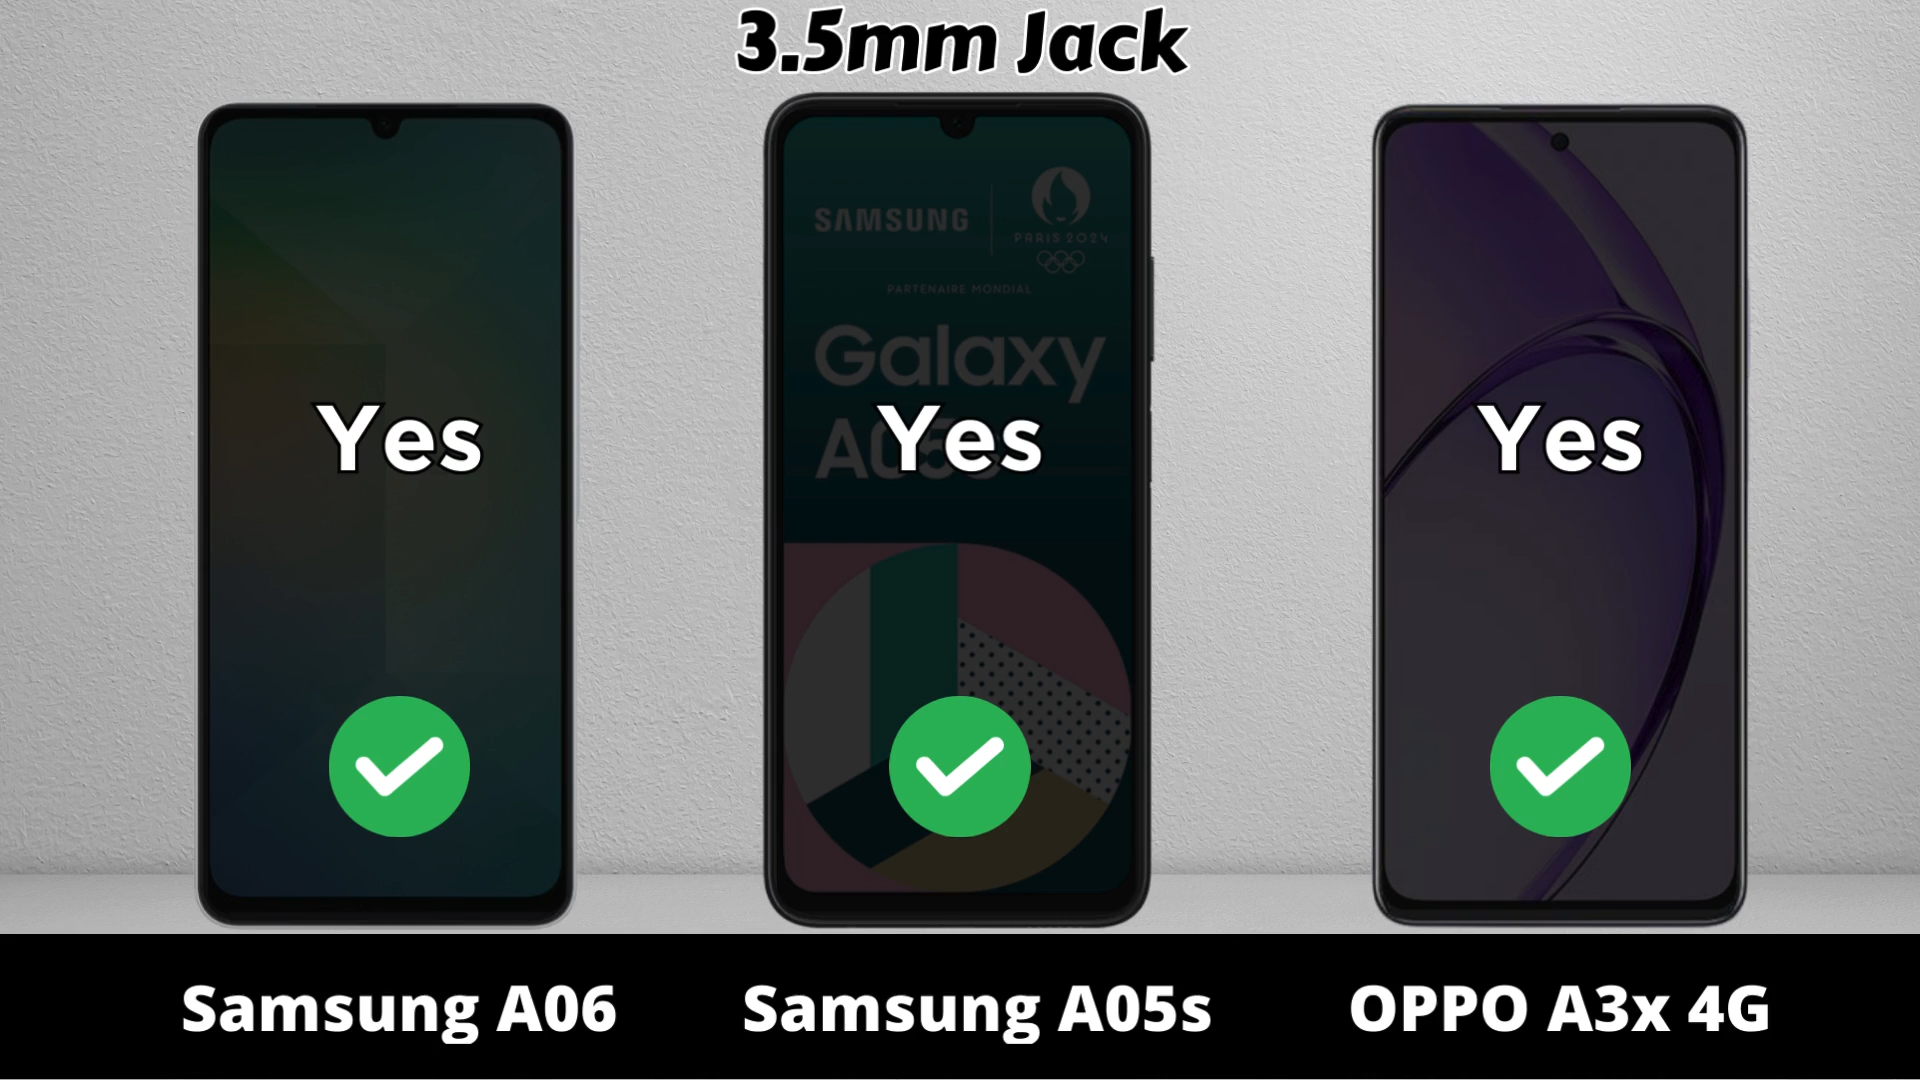 3.5mm Jack
SAMSUNG
PARIS 2024
PARTENAIRE MONDIAL
Galaxy
A05s
Yes
Yes
Yes
Samsung A06
Samsung A05s
OPPO A3x 4G